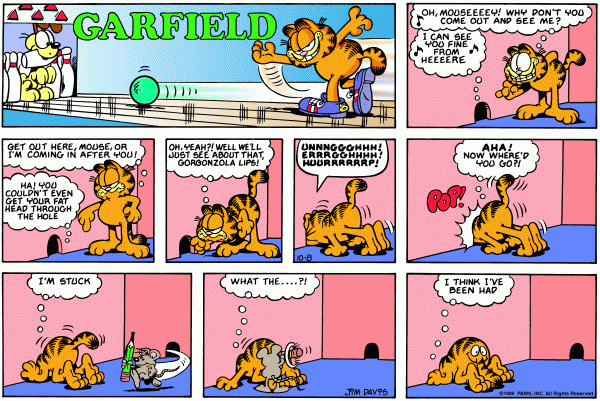 GARFIELD
OH, MOUSEEEEY! WHY DON'T YOU
COME OUT AND SEE ME?
I CAN SEE
YOU FINE
FROM
HEEEERE
GET OUT HERE, MOUSE, OR
I'M COMING IN AFTER YOU!
HA! YOU
COULDN'T EVEN
GET YOUR FAT
HEAD THROUGH
THE HOLE
OH, YEAH?! WELL WE'LL
JUST SEE ABOUT THAT,
GORGONZOLA LIPS!
UNNNGGGHHH!
ERRRGGHHHH!
HUURRRRRRP!
10-8
AHA!
NOW WHERE'D
YOU GO?!
POP!
I'M STUCK
WHAT THE....?!
JIM DAVIS
I THINK I'VE
BEEN HAD
©1989 PAWS, INC. All Rights Reserved.